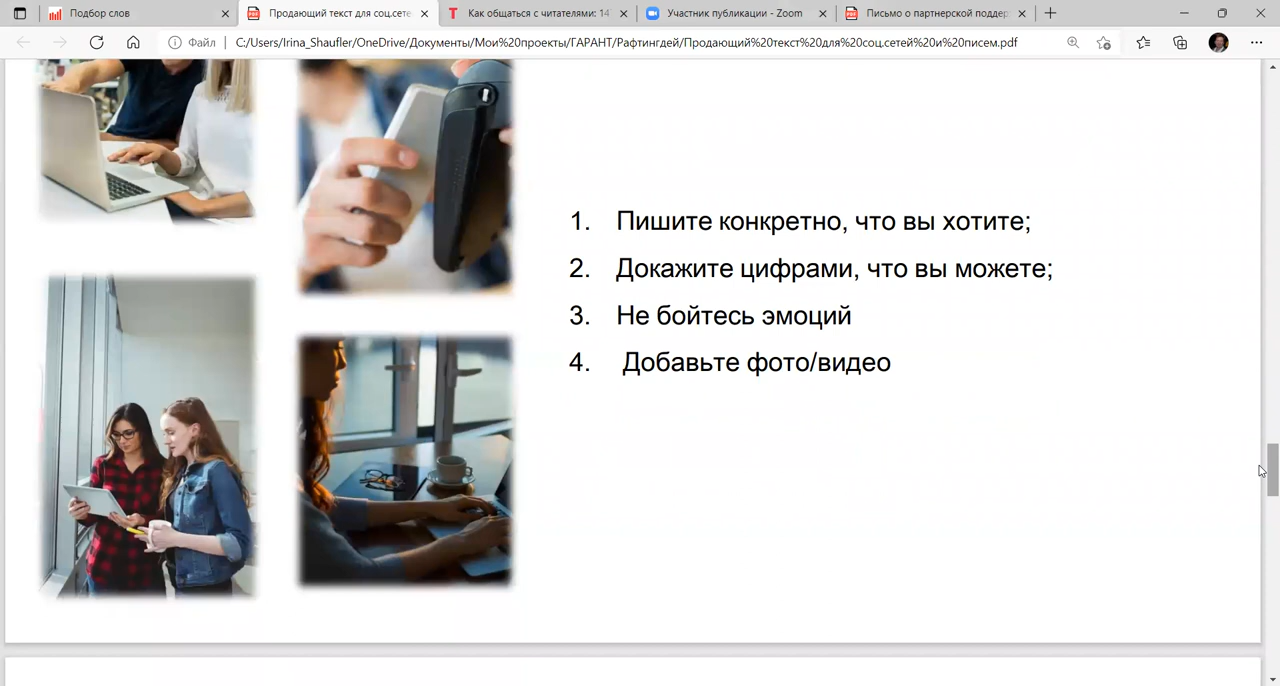 Подбор слов
Продающий текст для соц.сете
Как общаться с читателями: 14
Участник публикации - Zoom
Письмо о партнерской поддер
Файл
C:/Users/Irina_Shaufler/OneDrive/Документы/Мои%20проекты/ГАРАНТ/Рафтингдей/Продающий%20текст%20для%20соц.сетей%20и%20писем.pdf
1. Пишите конкретно, что вы хотите;
2. Докажите цифрами, что вы можете;
3. Не бойтесь эмоций
4. Добавьте фото/видео